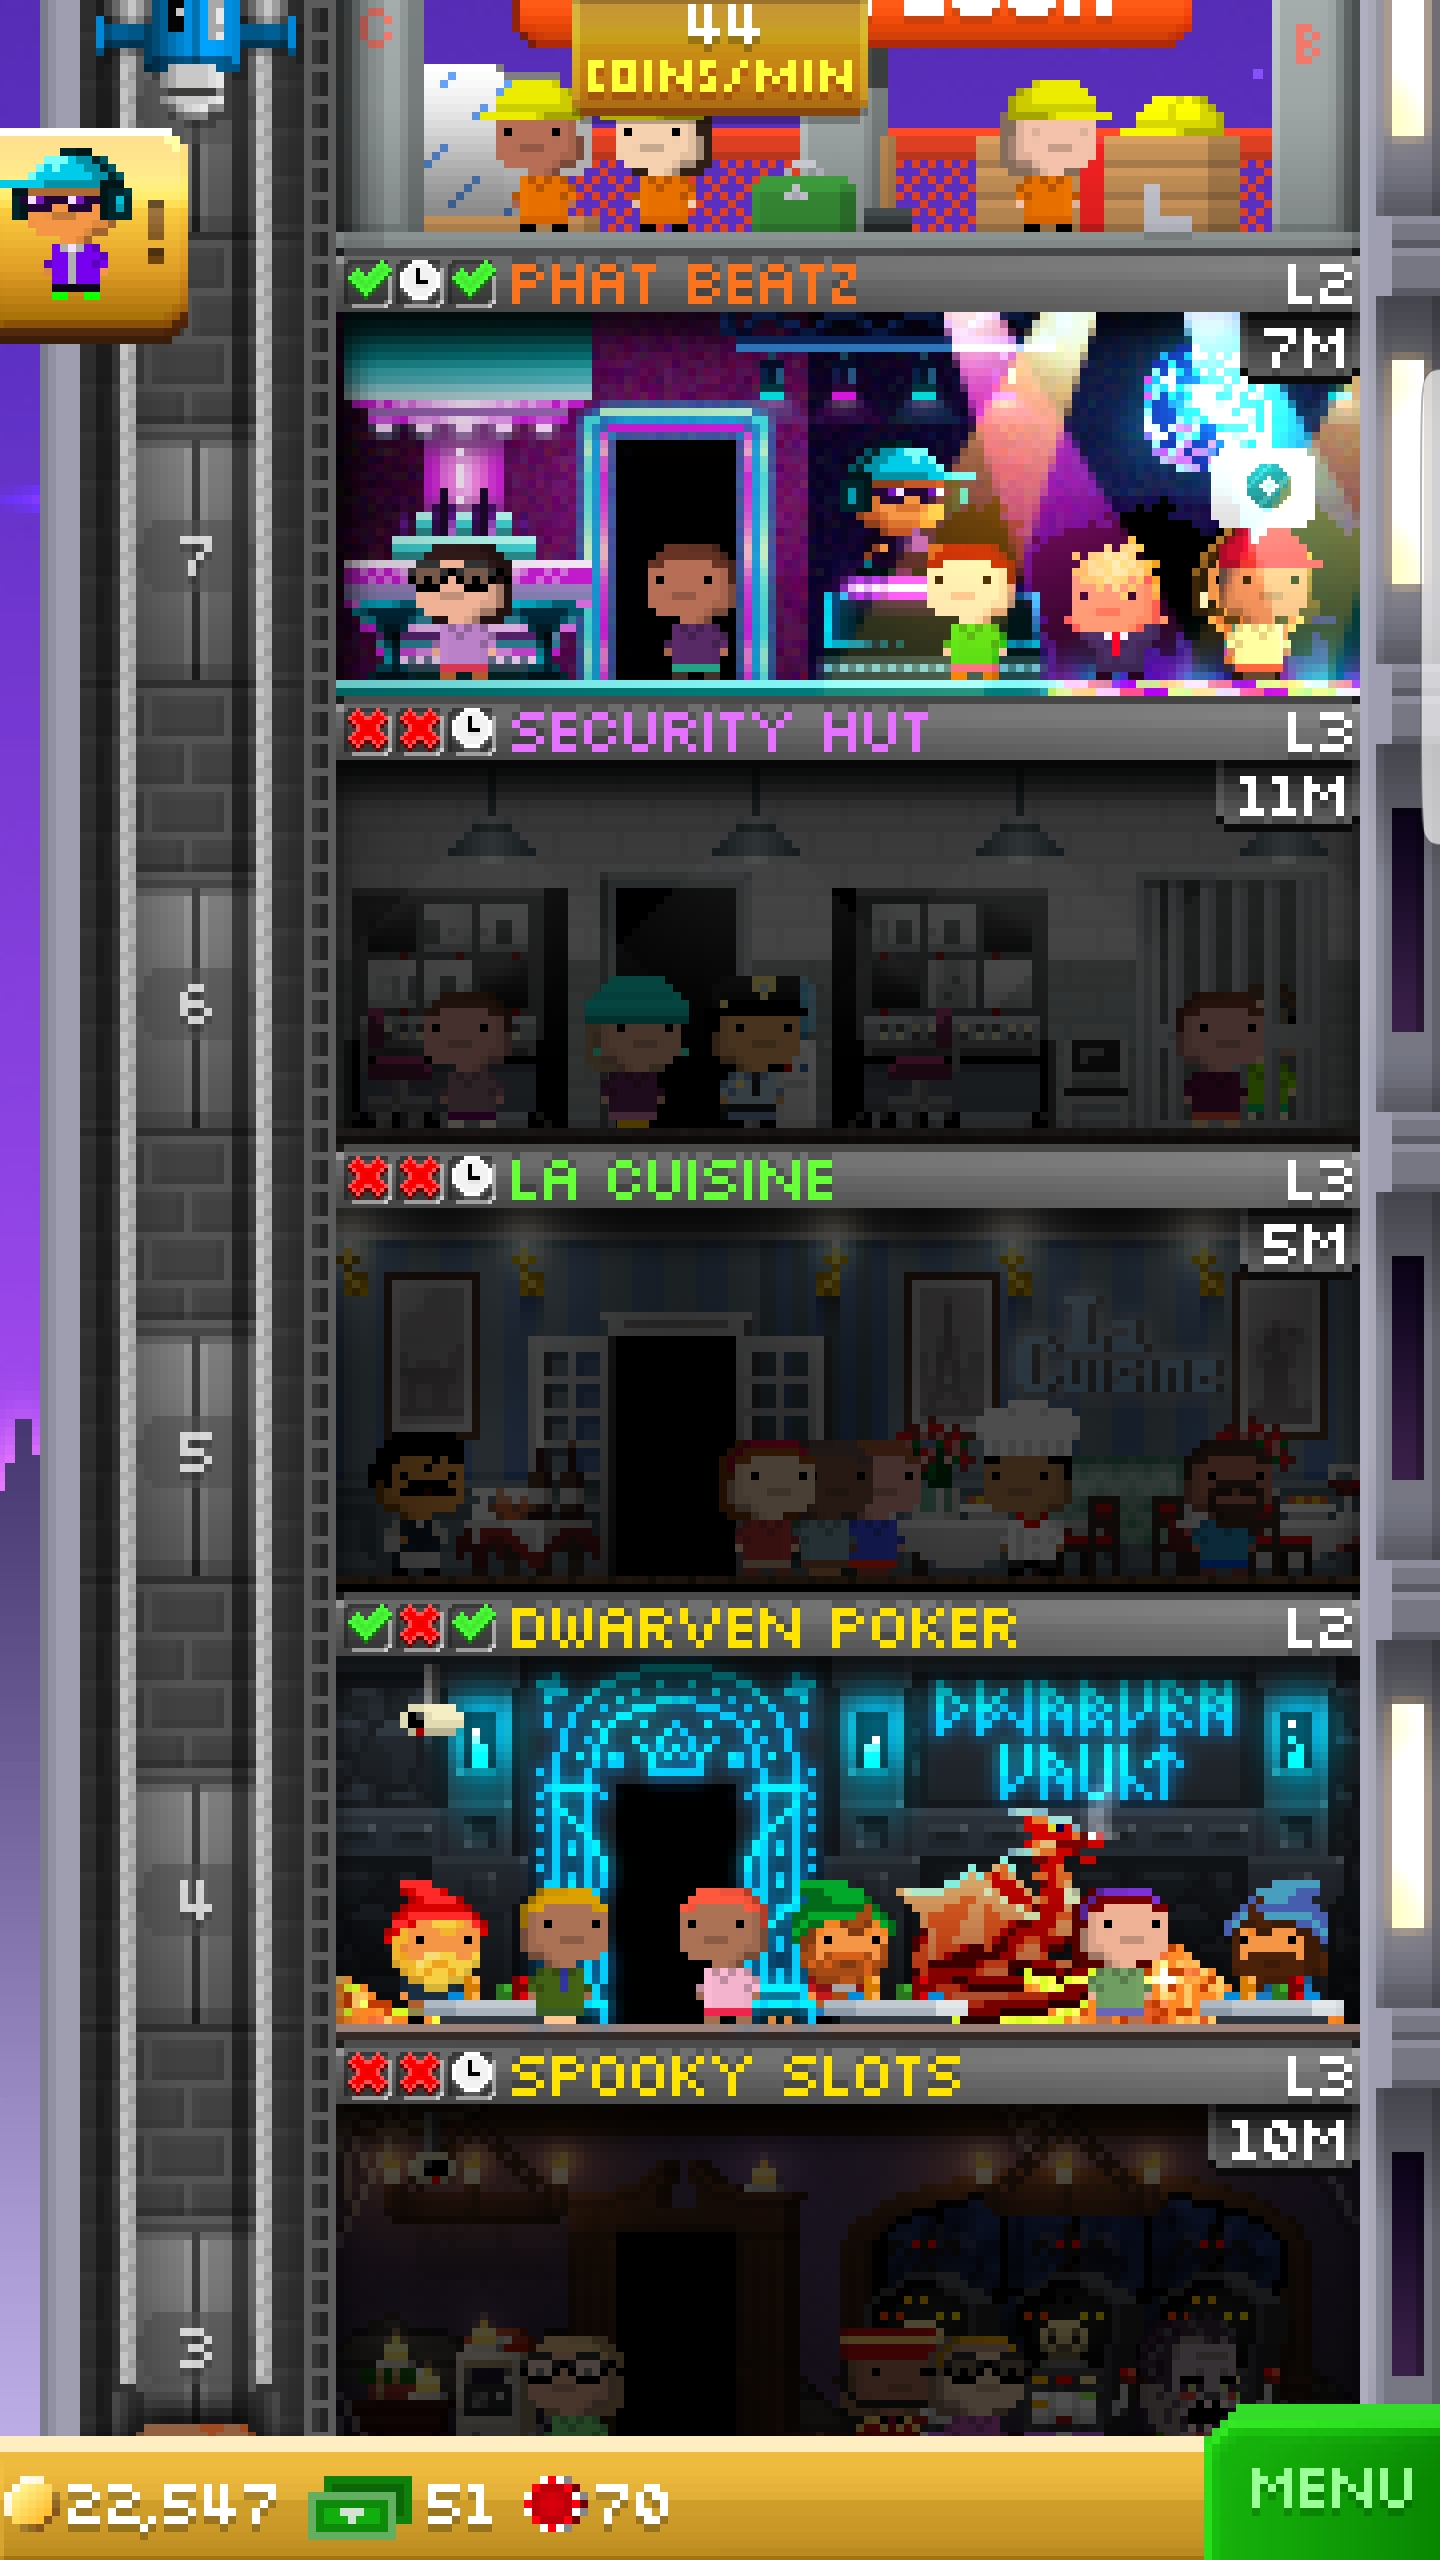 44
COINS/MIN
C
B
!
PHAT BEATZ
L2
7M
7
SECURITY HUT
L3
11M
6
LA CUISINE
L3
5M
La
Cuisine
5
DWARVEN POKER
L2
DWARVEN
VAULT
4
SPOOKY SLOTS
L3
10M
3
22,547
51
70
MENU